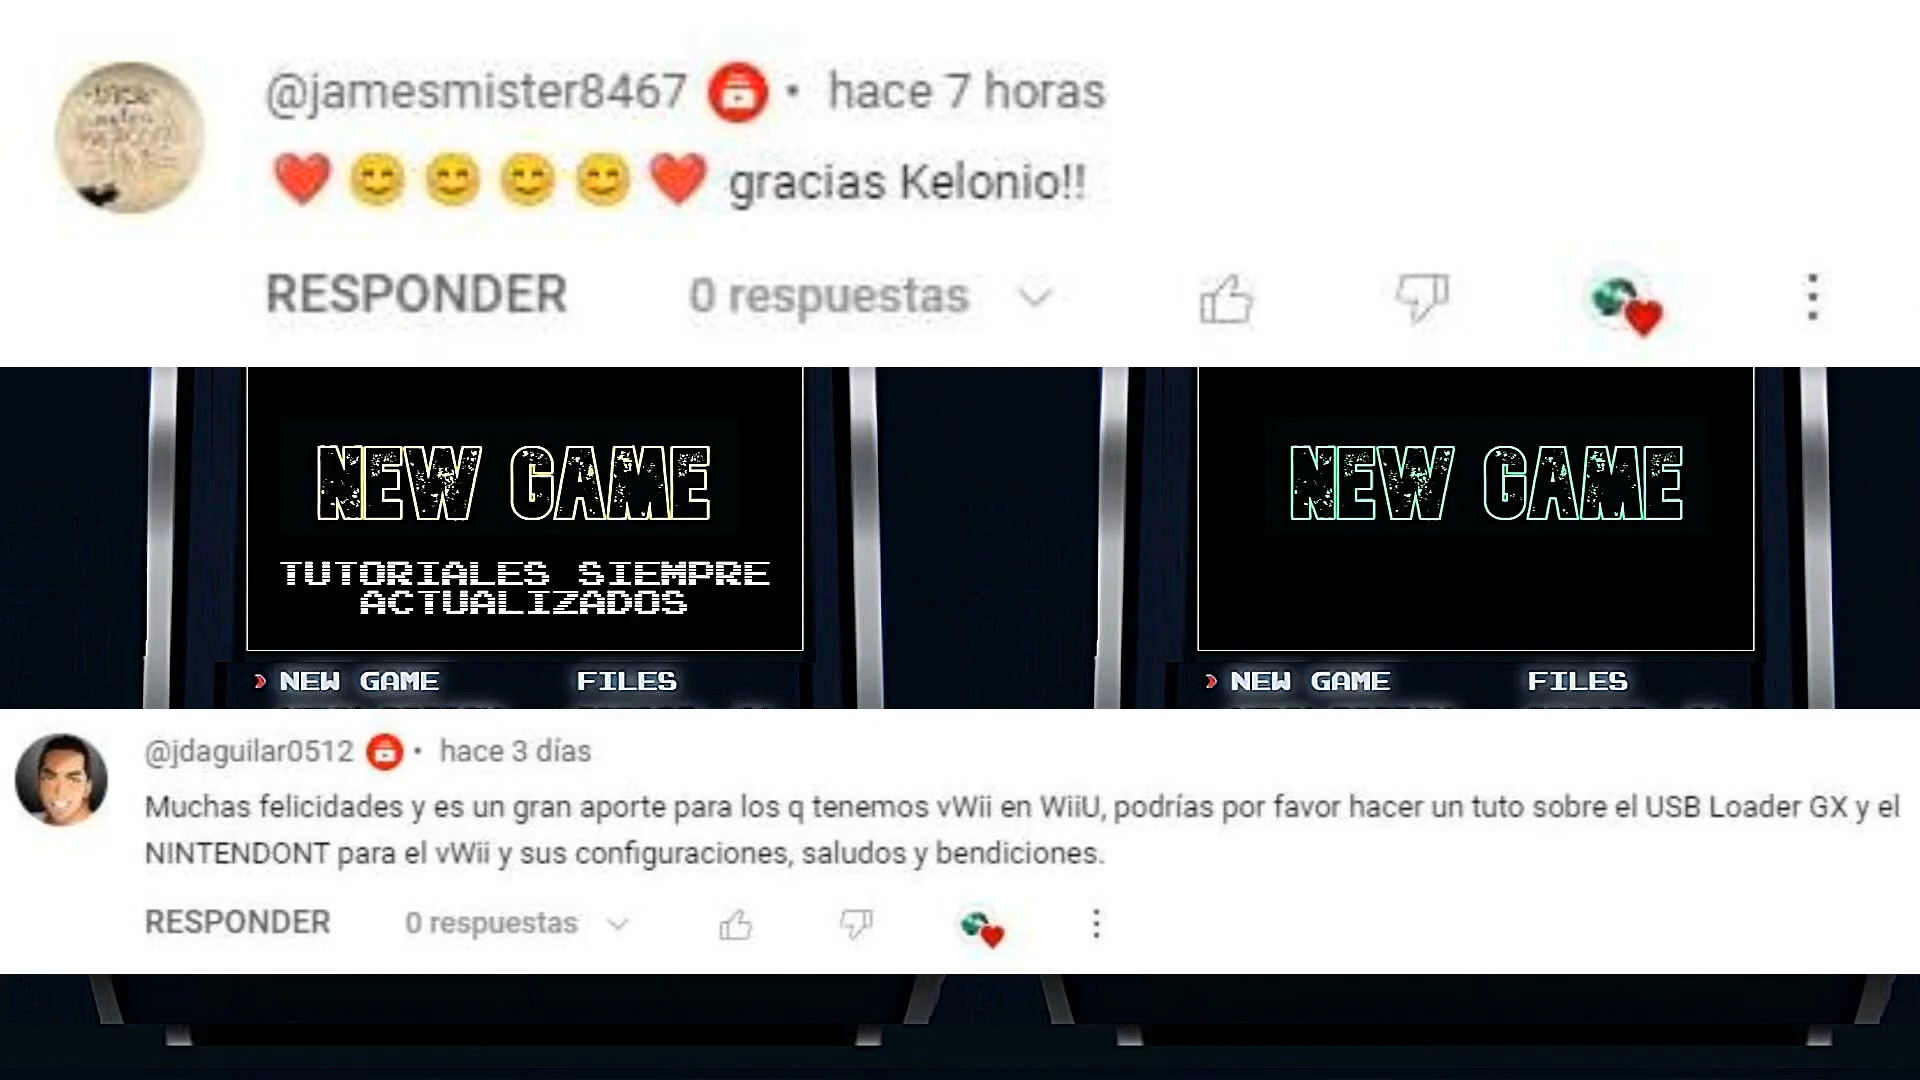 @jamesmister8467 • hace 7 horas
❤️😊😊😊😊❤️ gracias Kelonio!!
RESPONDER 0 respuestas
NEW GAME NEW GAME
TUTORIALES SIEMPRE
ACTUALIZADOS
› NEW GAME FILES › NEW GAME FILES
@jdaguilar0512 • hace 3 días
Muchas felicidades y es un gran aporte para los q tenemos vWii en WiiU, podrías por favor hacer un tuto sobre el USB Loader GX y el
NINTENDONT para el vWii y sus configuraciones, saludos y bendiciones.
RESPONDER 0 respuestas